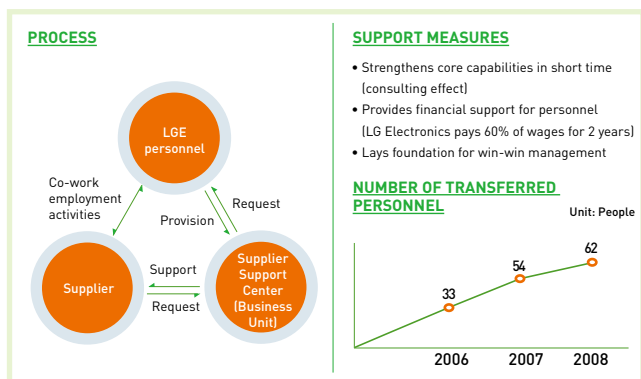 PROCESS
LGE
personnel
Co-work
employment
activities
Request
Provision
Supplier
Support
Request
Supplier
Support
Center
(Business
Unit)
SUPPORT MEASURES
• Strengthens core capabilities in short time
(consulting effect)
• Provides financial support for personnel
(LG Electronics pays 60% of wages for 2 years)
• Lays foundation for win-win management
NUMBER OF TRANSFERRED
PERSONNEL
Unit: People
33
54
62
2006
2007
2008